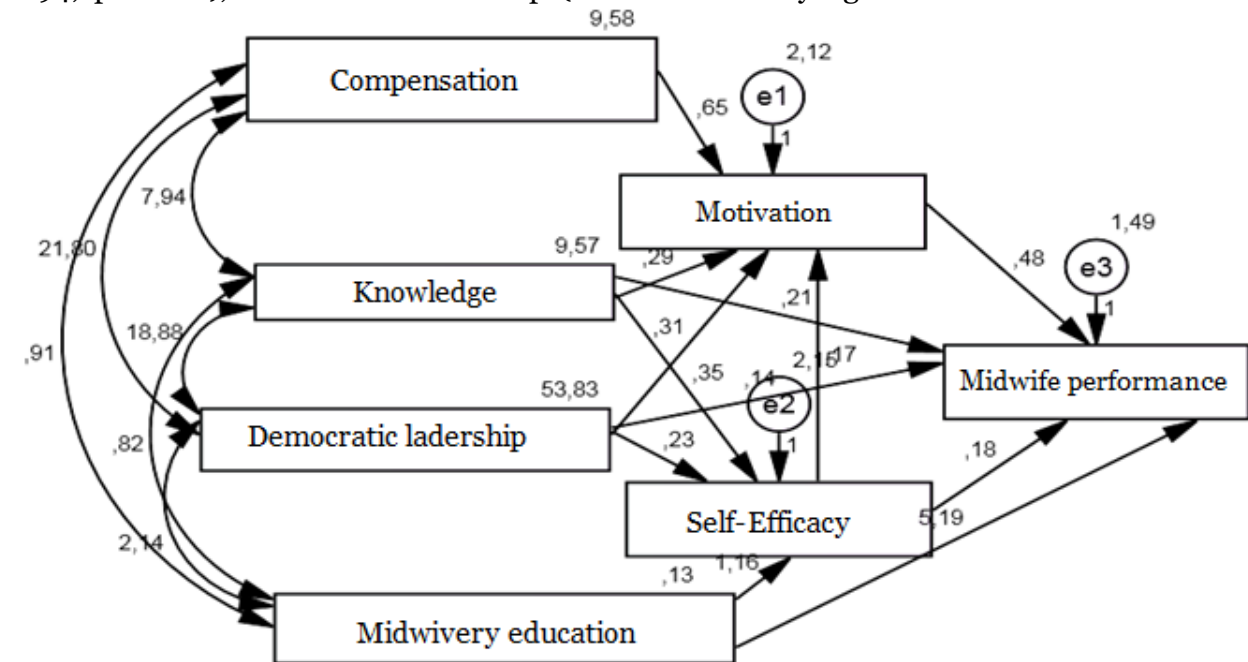 9,58
2,12
Compensation
e1
,65
1
7,94
Motivation
1,49
21,80
9,57
,29
,48
e3
Knowledge
,21
1
18,88
,31
,91
2,15
,17
,35
,14
Midwife performance
53,83
e2
Democratic ladership
,23
1
,82
,18
Self-Efficacy
5,19
2,14
1,16
,13
Midwivery education